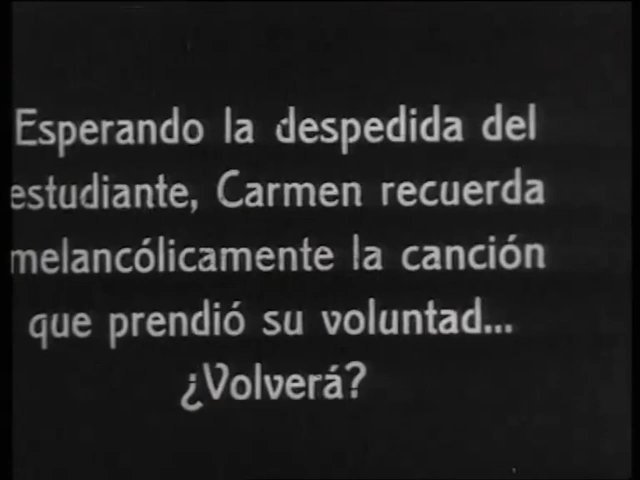 Esperando la despedida del
estudiante, Carmen recuerda
melancólicamente la canción
que prendió su voluntad...
¿Volverá?